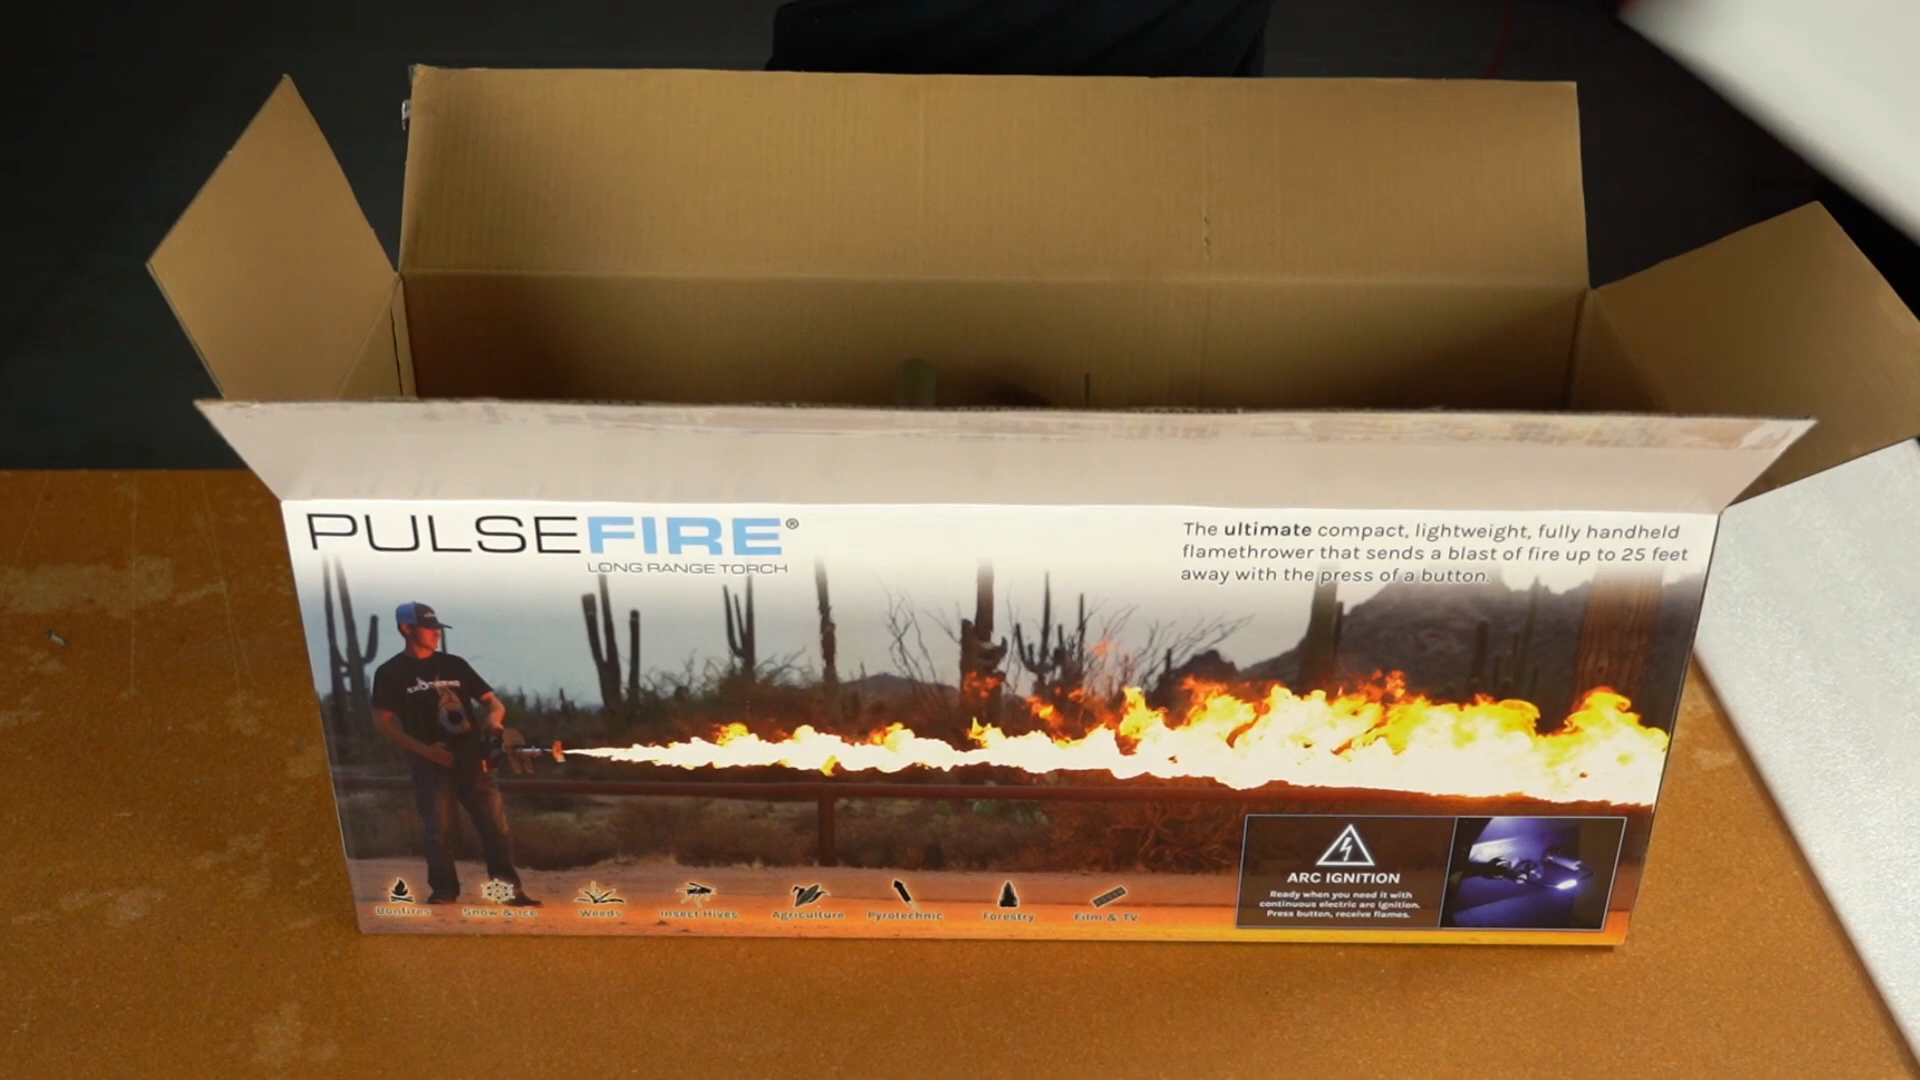 PULSEFIRE®
LONG RANGE TORCH
The ultimate compact, lightweight, fully handheld
flamethrower that sends a blast of fire up to 25 feet
away with the press of a button.
Bonfires
Snow & Ice
Weeds
Insect Hives
Agriculture
Pyrotechnic
Forestry
Film & TV
ARC IGNITION
Ready when you need it with
continuous electric arc ignition.
Press button, receive flames.